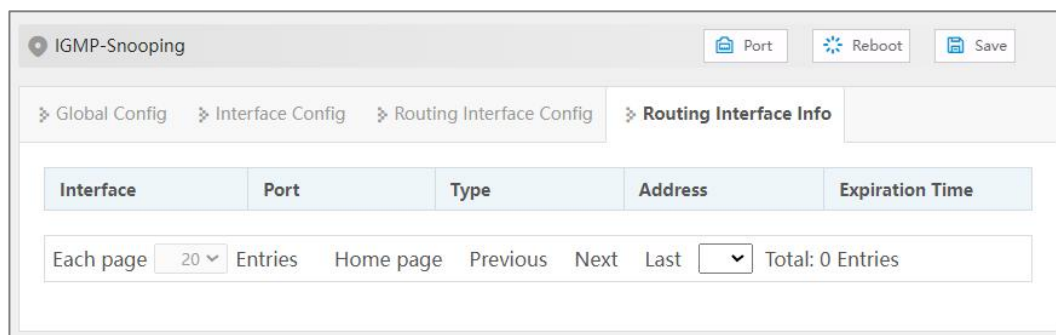 IGMP-Snooping Port Reboot Save
Global Config Interface Config Routing Interface Config Routing Interface Info
Interface Port Type Address Expiration Time
Each page 20 Entries Home page Previous Next Last Total: 0 Entries